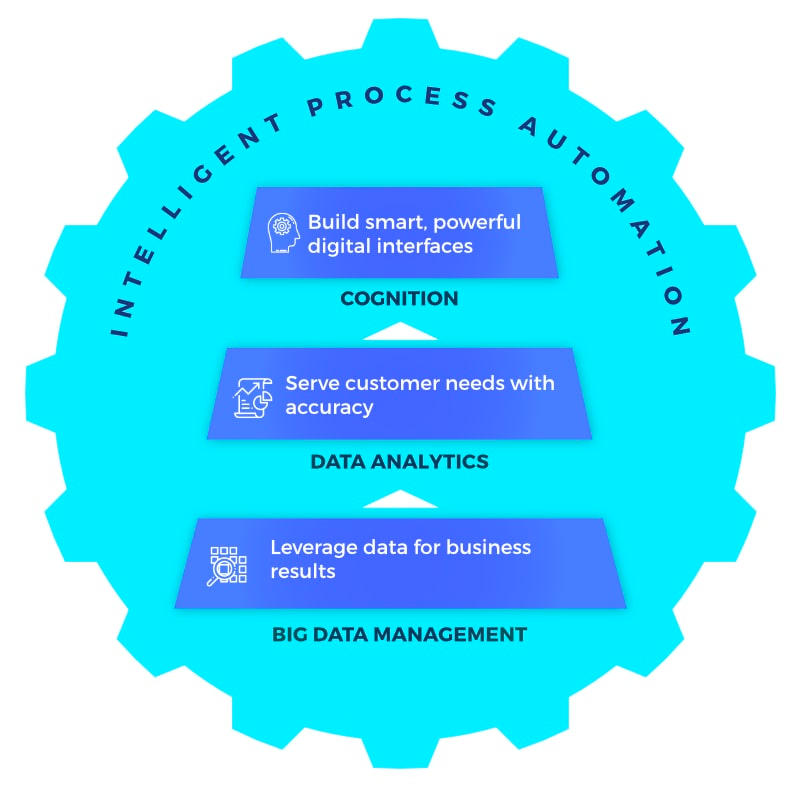 INTELLIGENT PROCESS AUTOMATION
Build smart, powerful
digital interfaces
COGNITION
Serve customer needs with
accuracy
DATA ANALYTICS
Leverage data for business
results
BIG DATA MANAGEMENT